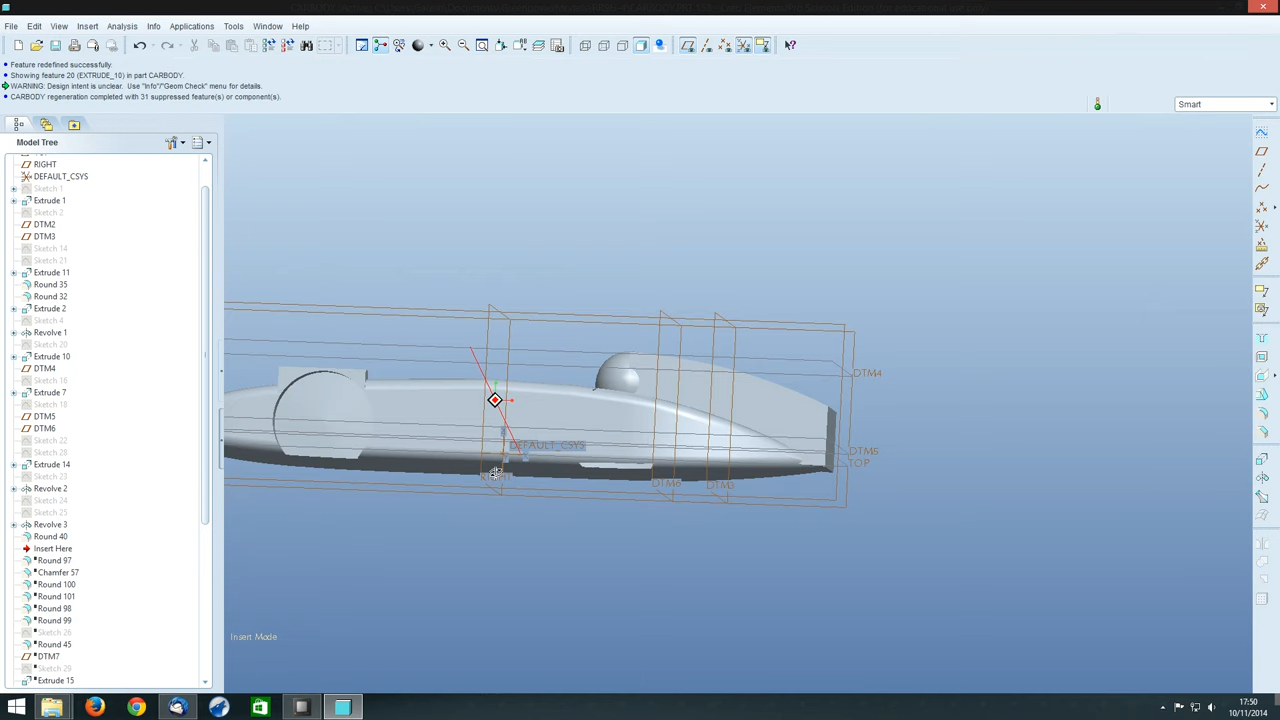 File Edit View Insert Analysis Info Applications Tools Window Help
Feature redefined successfully.
Showing feature 20 (EXTRUDE_10) in part CARBODY.
WARNING: Design intent is unclear. Use "Info"/"Geom Check" menu for details.
CARBODY regeneration completed with 31 suppressed feature(s) or component(s).
Smart
Model Tree
RIGHT
DEFAULT_CSYS
Sketch 1
Extrude 1
Sketch 2
DTM2
DTM3
Sketch 14
Sketch 21
Extrude 11
Round 35
Round 32
Extrude 2
Sketch 4
Revolve 1
Sketch 20
Extrude 10
DTM4
Sketch 16
Extrude 7
Sketch 18
DTM5
DTM6
Sketch 22
Sketch 28
Extrude 14
Sketch 23
Revolve 2
Sketch 24
Sketch 25
Revolve 3
Round 40
Insert Here
Round 97
Chamfer 57
Round 100
Round 101
Round 98
Round 99
Sketch 26
Round 45
DTM7
Sketch 29
Extrude 15
DTM4
DEFAULT_CSYS
DTM5
TOP
RIGHT
DTM6
DTM3
Insert Mode
17:50
10/11/2014